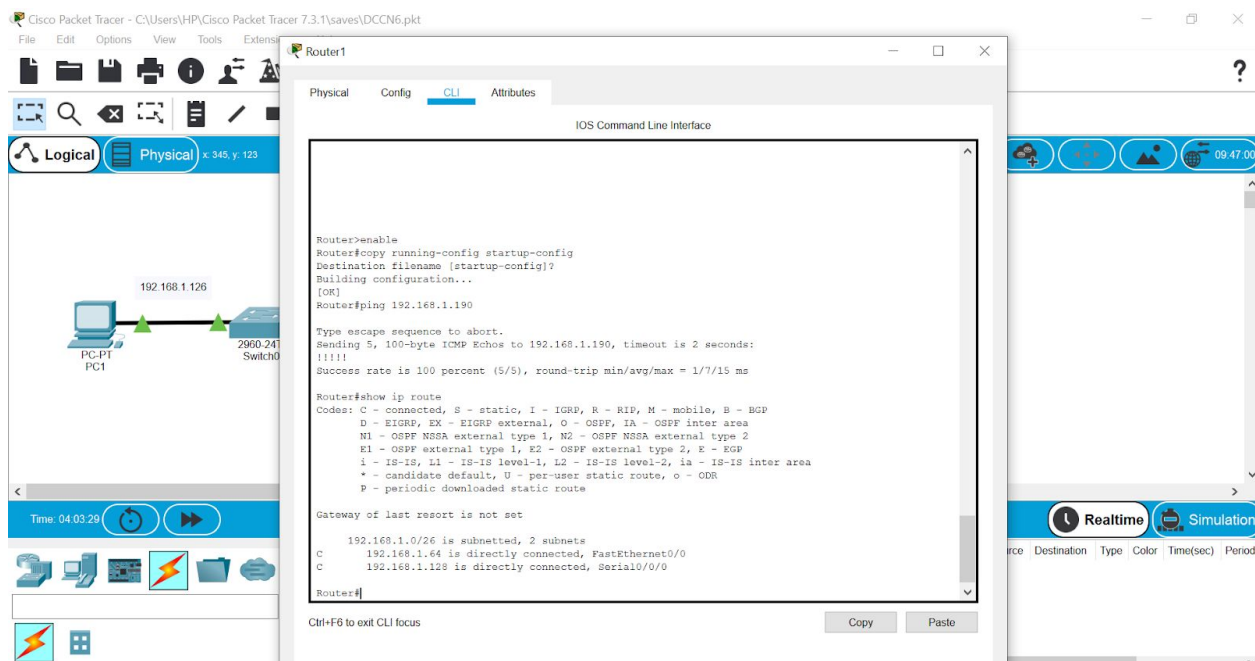 Cisco Packet Tracer - C:\Users\HP\Cisco Packet Tracer 7.3.1\saves\DCCN6.pkt
File Edit Options View Tools
Router1
Physical Config CLI Attributes
IOS Command Line Interface
Logical Physical x: 345, y: 123
09:47:00
Router>enable
Router#copy running-config startup-config
Destination filename [startup-config]?
Building configuration...
[OK]
Router#ping 192.168.1.190
Type escape sequence to abort.
Sending 5, 100-byte ICMP Echos to 192.168.1.190, timeout is 2 seconds:
!!!!!
Success rate is 100 percent (5/5), round-trip min/avg/max = 1/7/15 ms
Router#show ip route
Codes: C - connected, S - static, I - IGRP, R - RIP, M - mobile, B - BGP
D - EIGRP, EX - EIGRP external, O - OSPF, IA - OSPF inter area
N1 - OSPF NSSA external type 1, N2 - OSPF NSSA external type 2
E1 - OSPF external type 1, E2 - OSPF external type 2, E - EGP
i - IS-IS, L1 - IS-IS level-1, L2 - IS-IS level-2, ia - IS-IS inter area
* - candidate default, U - per-user static route, o - ODR
P - periodic downloaded static route
Gateway of last resort is not set
192.168.1.0/26 is subnetted, 2 subnets
C 192.168.1.64 is directly connected, FastEthernet0/0
C 192.168.1.128 is directly connected, Serial0/0/0
Router#
192.168.1.126
PC-PT
PC1
2960-24T
Switch0
Time: 04:03:29
Realtime Simulation
Destination Type Color Time(sec) Period
Ctrl+F6 to exit CLI focus
Copy Paste